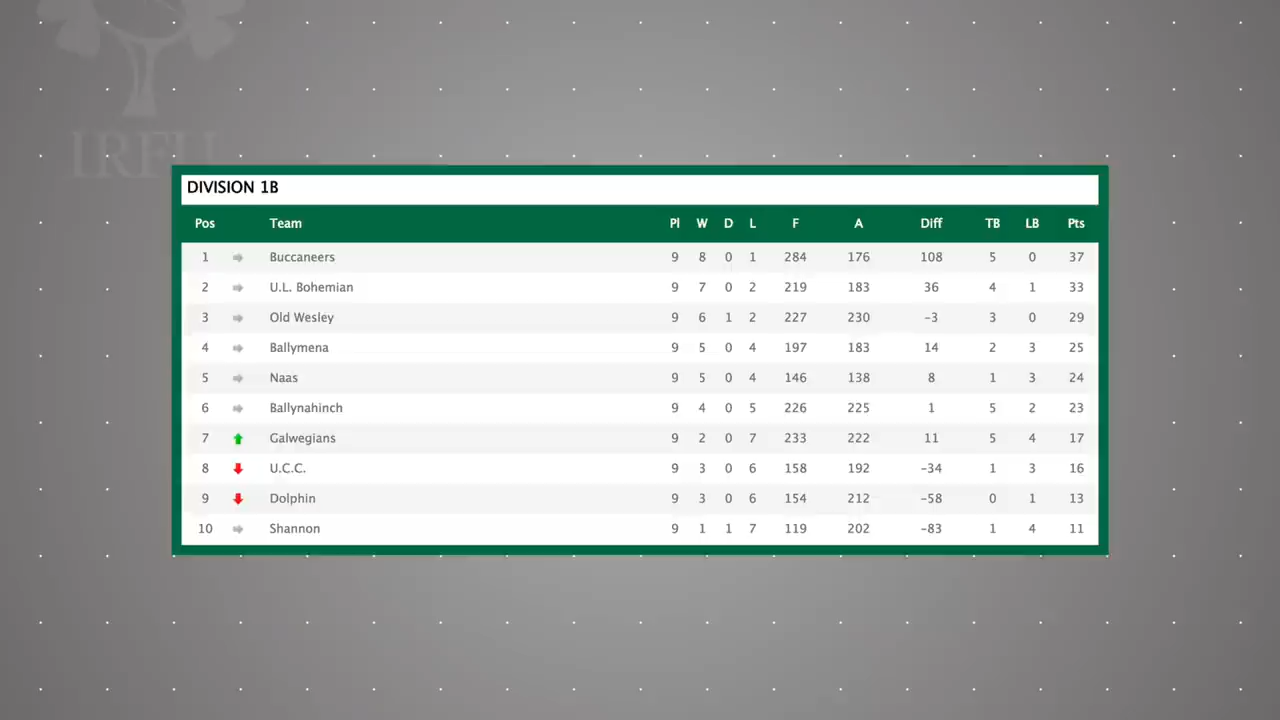 IRFU
DIVISION 1B
Pos Team Pl W D L F A Diff TB LB Pts
1 Buccaneers 9 8 0 1 284 176 108 5 0 37
2 U.L. Bohemian 9 7 0 2 219 183 36 4 1 33
3 Old Wesley 9 6 1 2 227 230 -3 3 0 29
4 Ballymena 9 5 0 4 197 183 14 2 3 25
5 Naas 9 5 0 4 146 138 8 1 3 24
6 Ballynahinch 9 4 0 5 226 225 1 5 2 23
7 Galwegians 9 2 0 7 233 222 11 5 4 17
8 U.C.C. 9 3 0 6 158 192 -34 1 3 16
9 Dolphin 9 3 0 6 154 212 -58 0 1 13
10 Shannon 9 1 1 7 119 202 -83 1 4 11